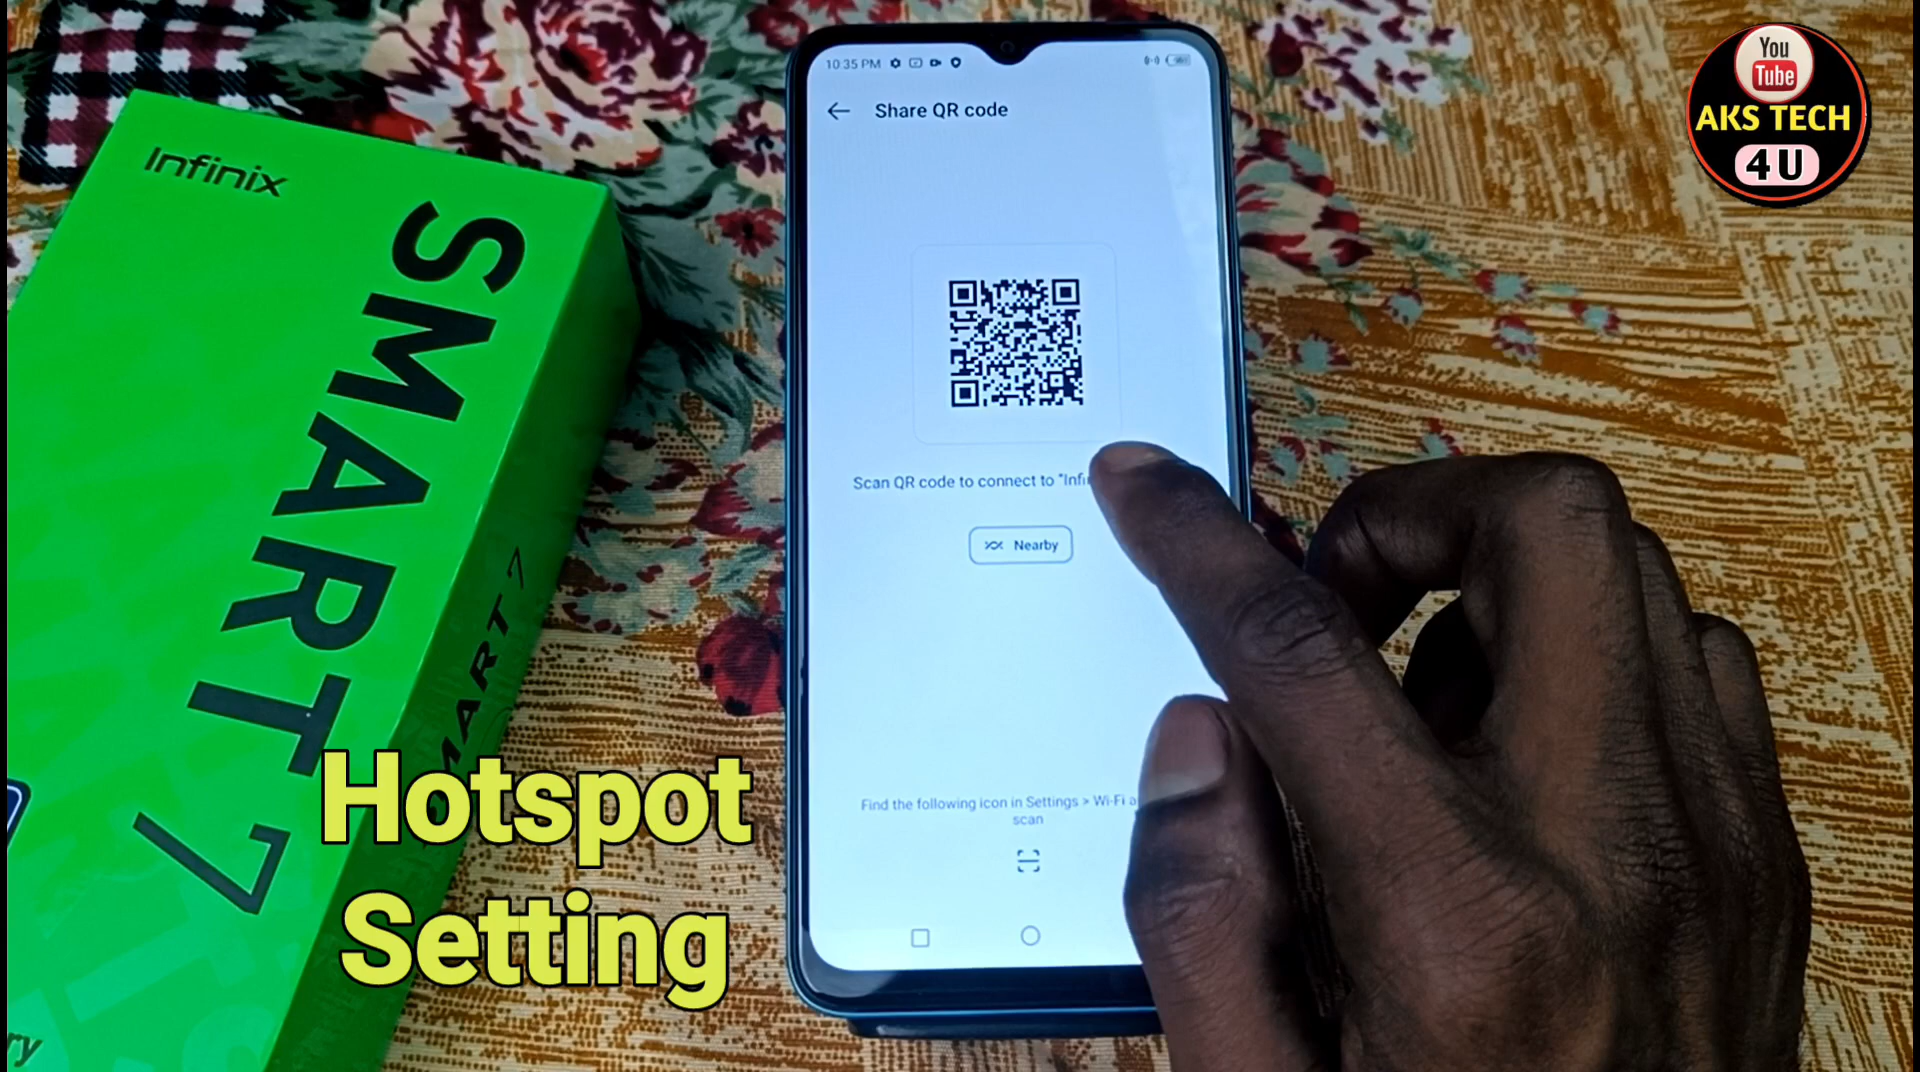 Infinix
SMART 7
SMART 7
10:35 PM
Share QR code
Scan QR code to connect to "Infi
Nearby
Find the following icon in Settings > Wi-Fi a
scan
You
Tube
AKS TECH
4U
Hotspot
Setting
ry